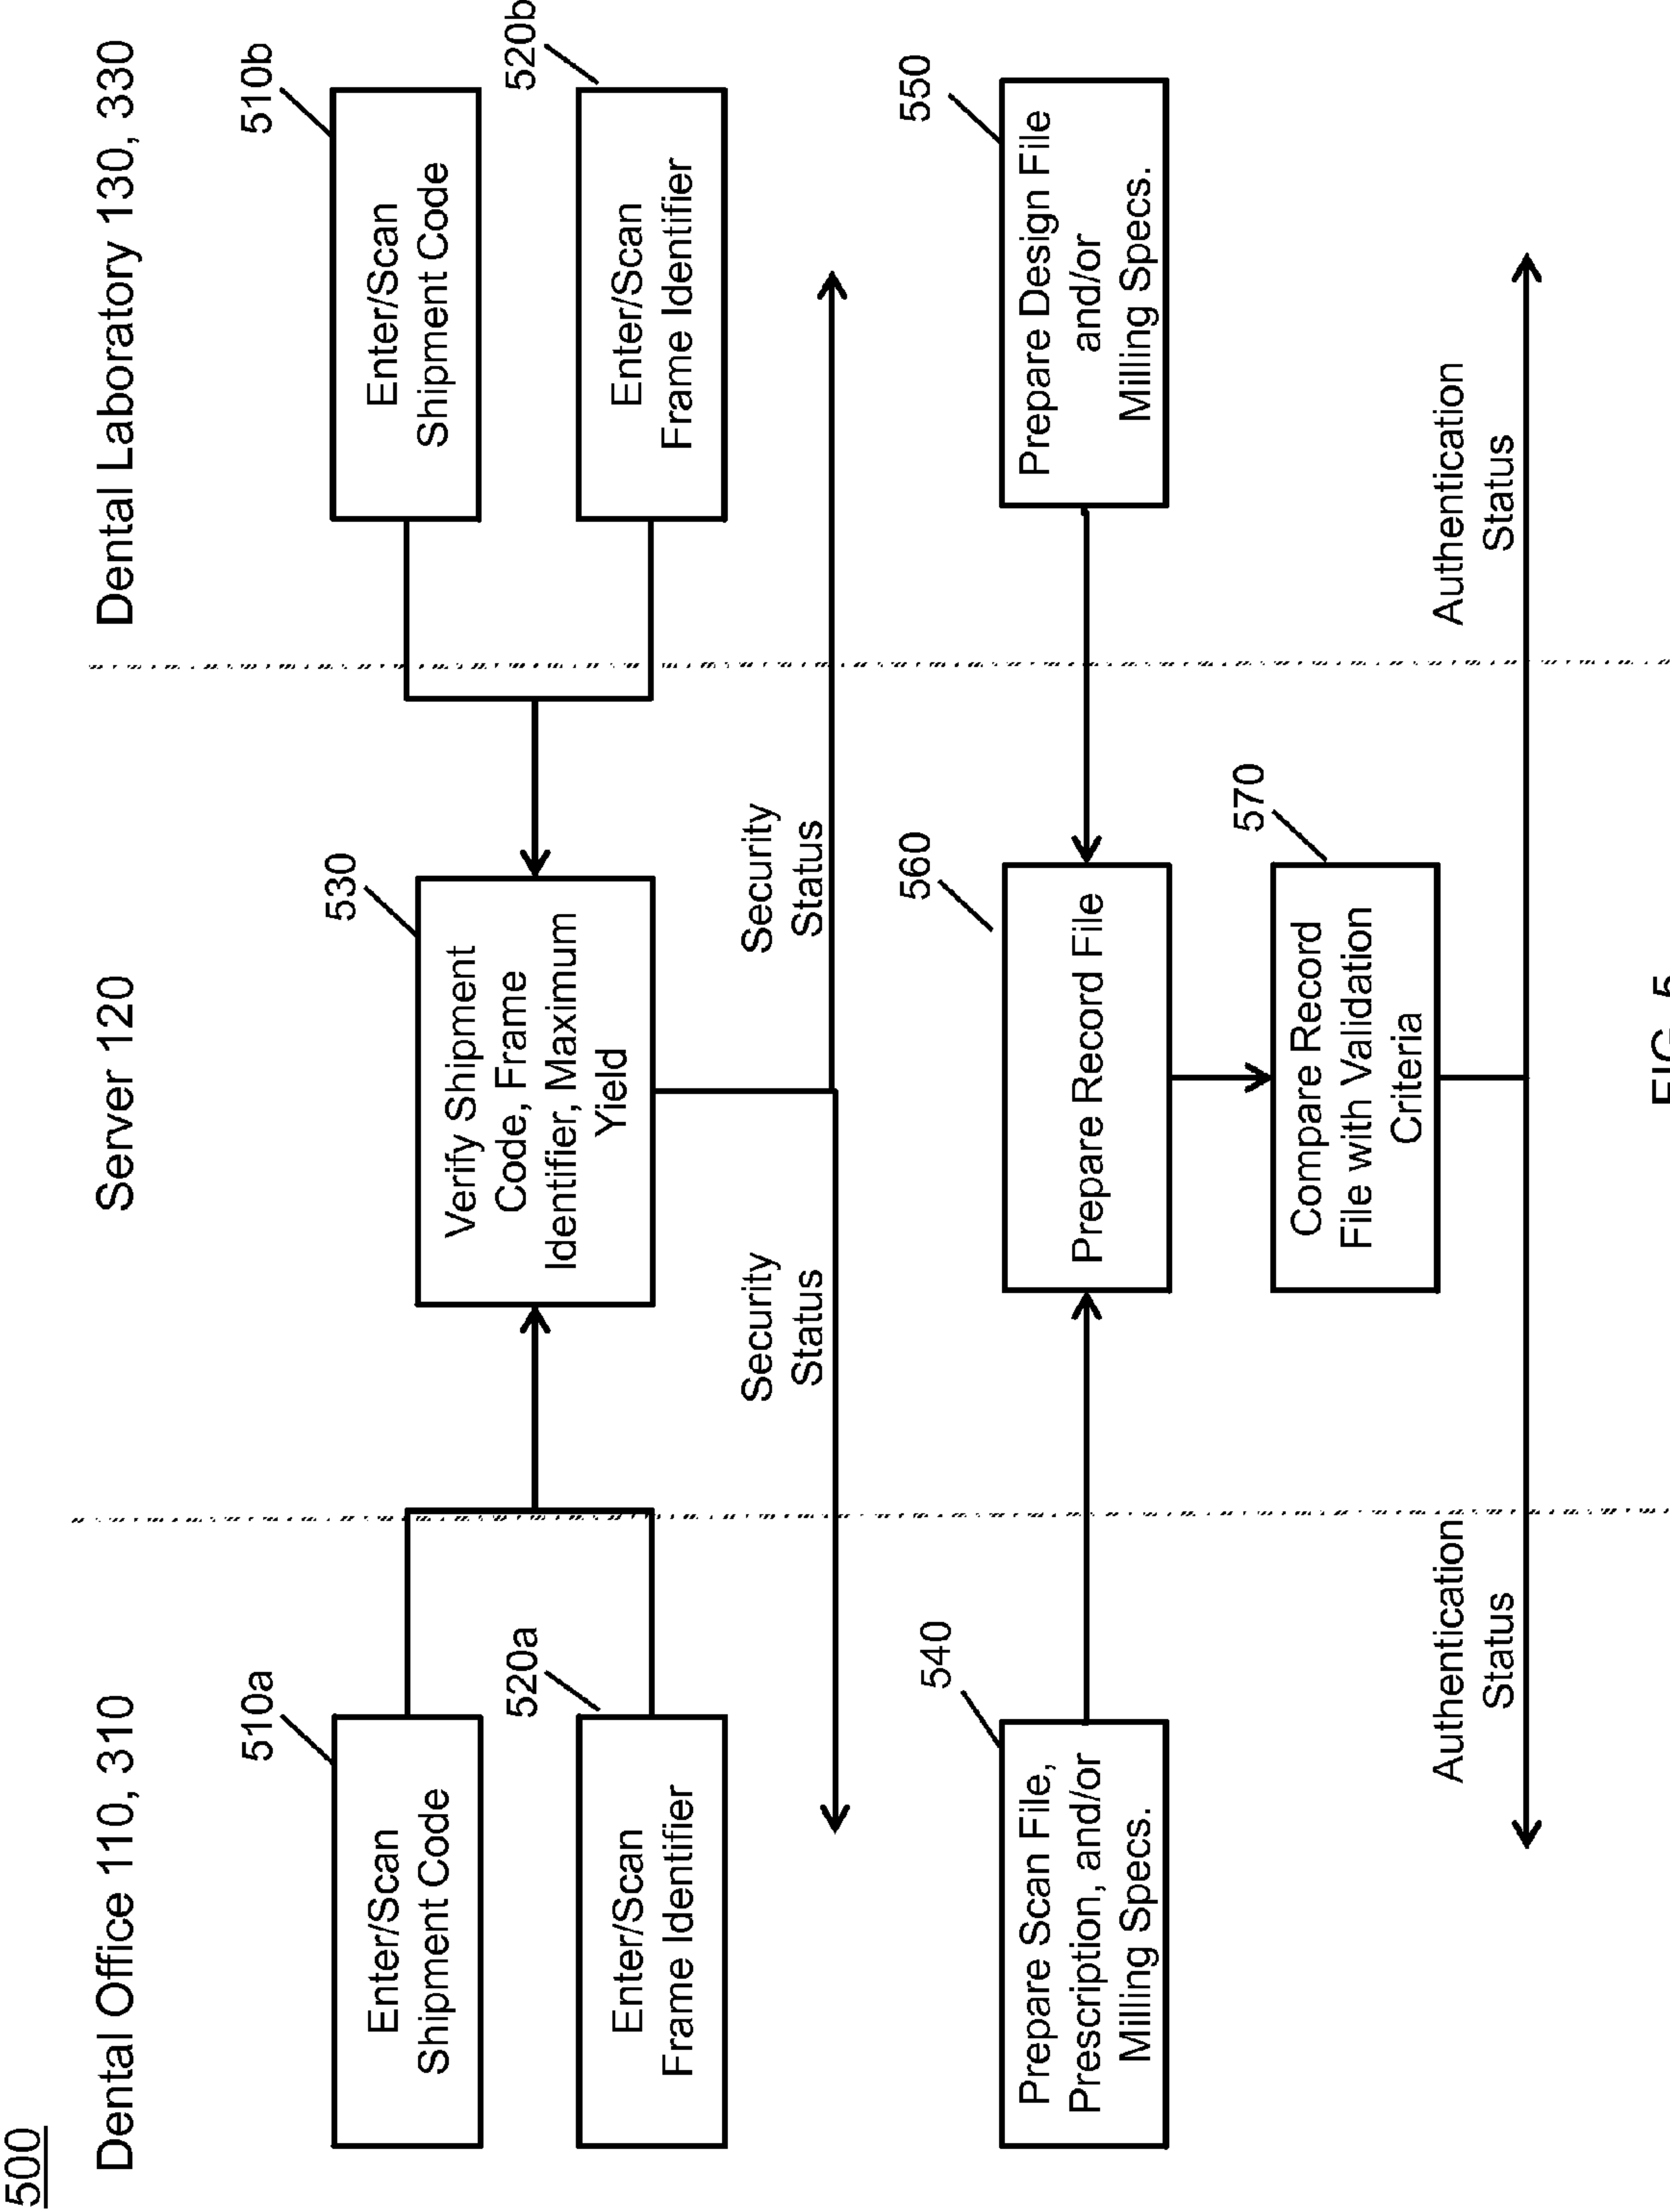 500
Dental Office 110, 310
Server 120
Dental Laboratory 130, 330
510a
Enter/Scan
Shipment Code
520a
Enter/Scan
Frame Identifier
530
Verify Shipment
Code, Frame
Identifier, Maximum
Yield
510b
Enter/Scan
Shipment Code
520b
Enter/Scan
Frame Identifier
Security
Status
Security
Status
540
Prepare Scan File,
Prescription, and/or
Milling Specs.
560
Prepare Record File
550
Prepare Design File
and/or
Milling Specs.
570
Compare Record
File with Validation
Criteria
Authentication
Status
Authentication
Status
FIG. 5